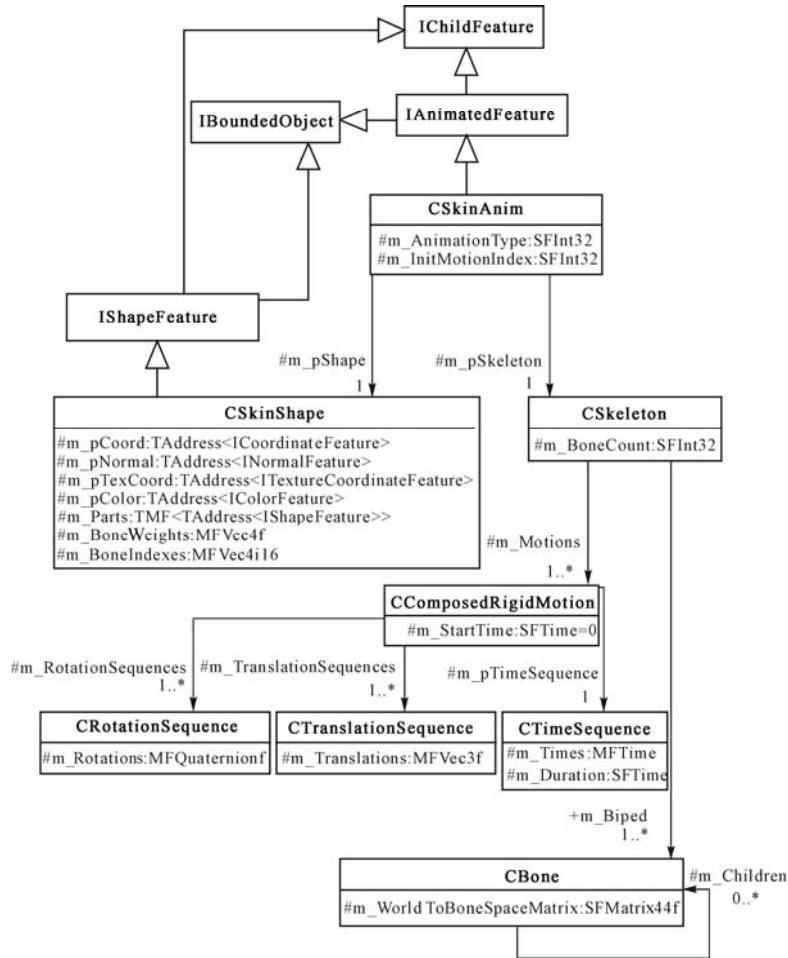 IChildFeature
IBoundedObject
IAnimatedFeature
CSkinAnim
#m_AnimationType:SFInt32
#m_InitMotionIndex:SFInt32
IShapeFeature
#m_pShape
1
#m_pSkeleton
1
CSkinShape
#m_pCoord:TAddress<ICoordinateFeature>
#m_pNormal:TAddress<INormalFeature>
#m_pTexCoord:TAddress<ITextureCoordinateFeature>
#m_pColor:TAddress<IColorFeature>
#m_Parts:TMF<TAddress<IShapeFeature>>
#m_BoneWeights:MFVec4f
#m_BoneIndexes:MFVec4i16
CSkeleton
#m_BoneCount:SFInt32
#m_Motions
1..*
CComposedRigidMotion
#m_StartTime:SFTime=0
#m_RotationSequences
1..*
#m_TranslationSequences
1..*
#m_pTimeSequence
1
CRotationSequence
#m_Rotations:MFQuaternionf
CTranslationSequence
#m_Translations:MFVec3f
CTimeSequence
#m_Times:MFTime
#m_Duration:SFTime
+m_Biped
1..*
CBone
#m_World ToBoneSpaceMatrix:SFMatrix44f
#m_Children
0..*